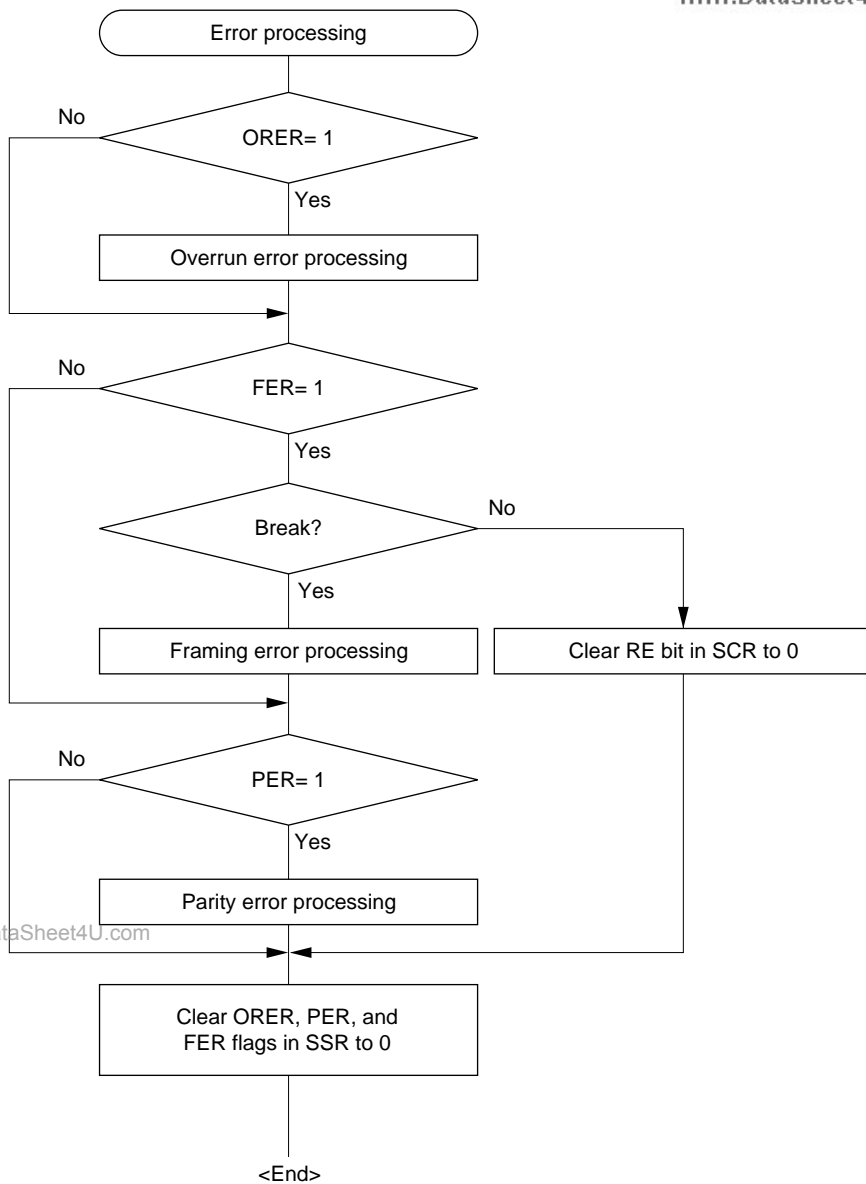 Error processing
No
ORER= 1
Yes
Overrun error processing
No
FER= 1
Yes
Break?
No
Yes
Framing error processing
Clear RE bit in SCR to 0
No
PER= 1
Yes
Parity error processing
taSheet4U.com
Clear ORER, PER, and
FER flags in SSR to 0
<End>